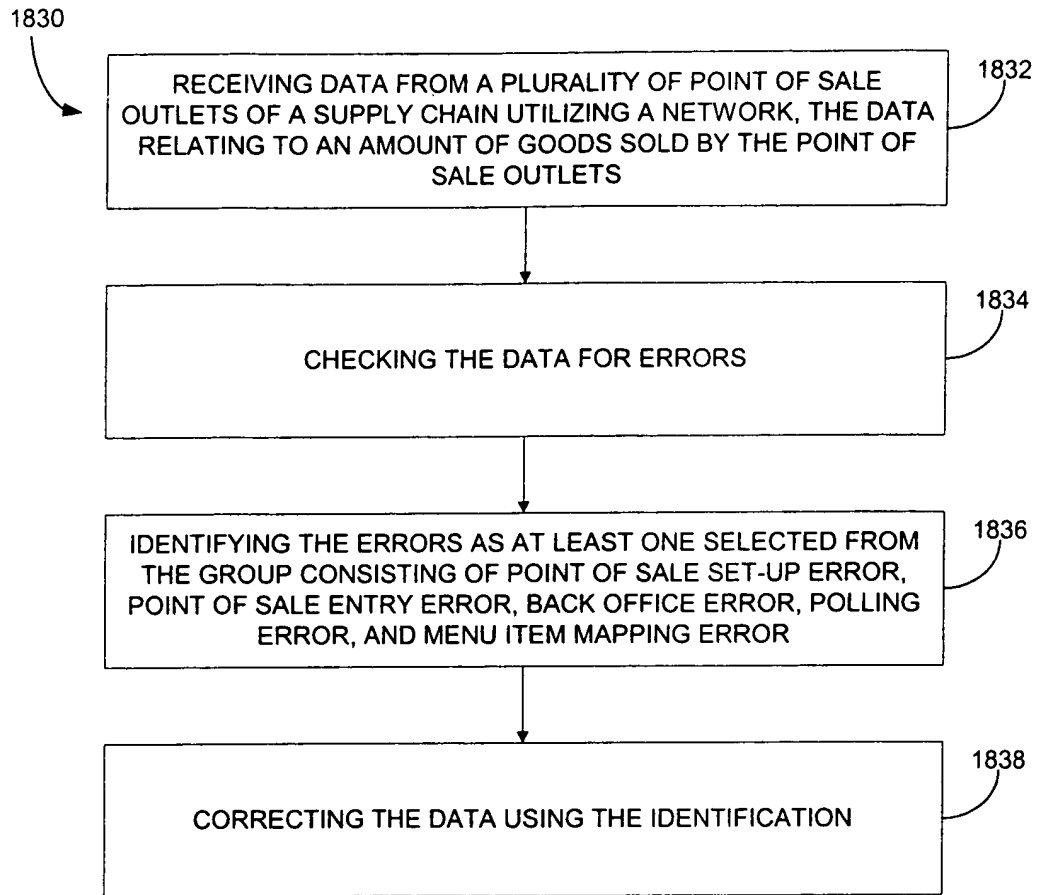 1830
RECEIVING DATA FROM A PLURALITY OF POINT OF SALE
OUTLETS OF A SUPPLY CHAIN UTILIZING A NETWORK, THE DATA
RELATING TO AN AMOUNT OF GOODS SOLD BY THE POINT OF
SALE OUTLETS
1832
CHECKING THE DATA FOR ERRORS
1834
IDENTIFYING THE ERRORS AS AT LEAST ONE SELECTED FROM
THE GROUP CONSISTING OF POINT OF SALE SET-UP ERROR,
POINT OF SALE ENTRY ERROR, BACK OFFICE ERROR, POLLING
ERROR, AND MENU ITEM MAPPING ERROR
1836
CORRECTING THE DATA USING THE IDENTIFICATION
1838